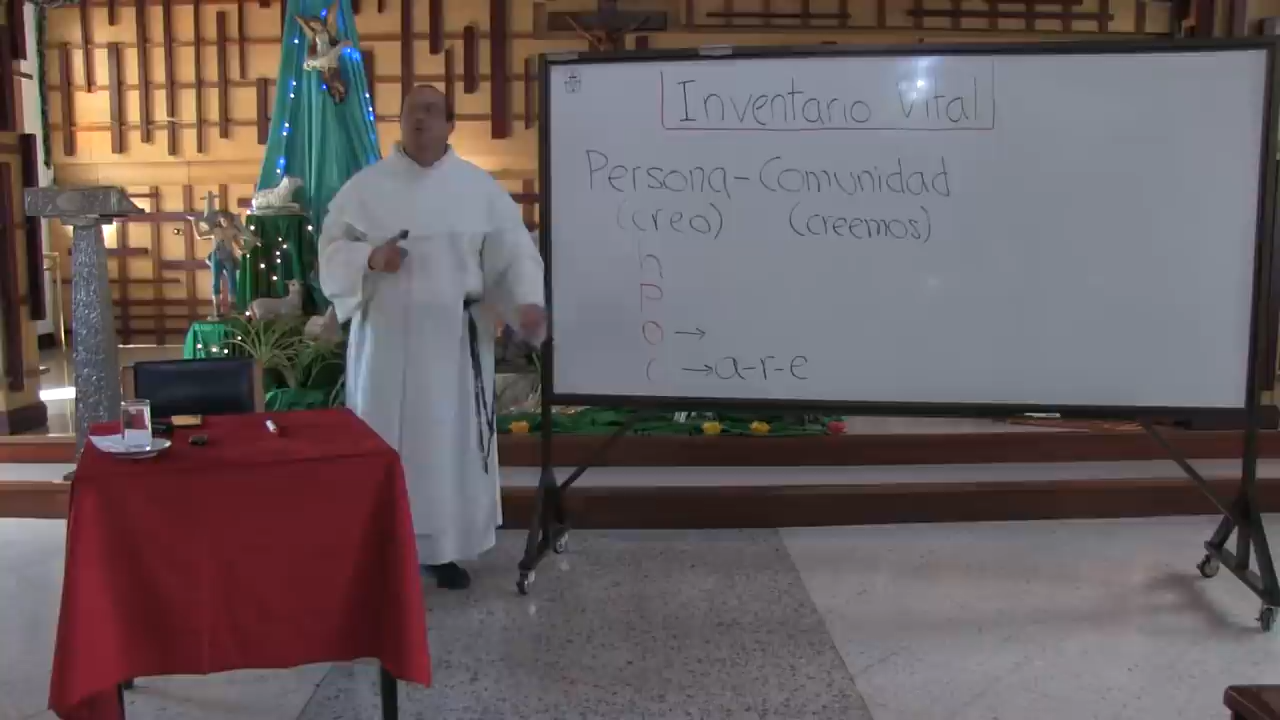 Inventario Vital
Persona-Comunidad
(creo) (creemos)
h
P
O →
C → a-r-e